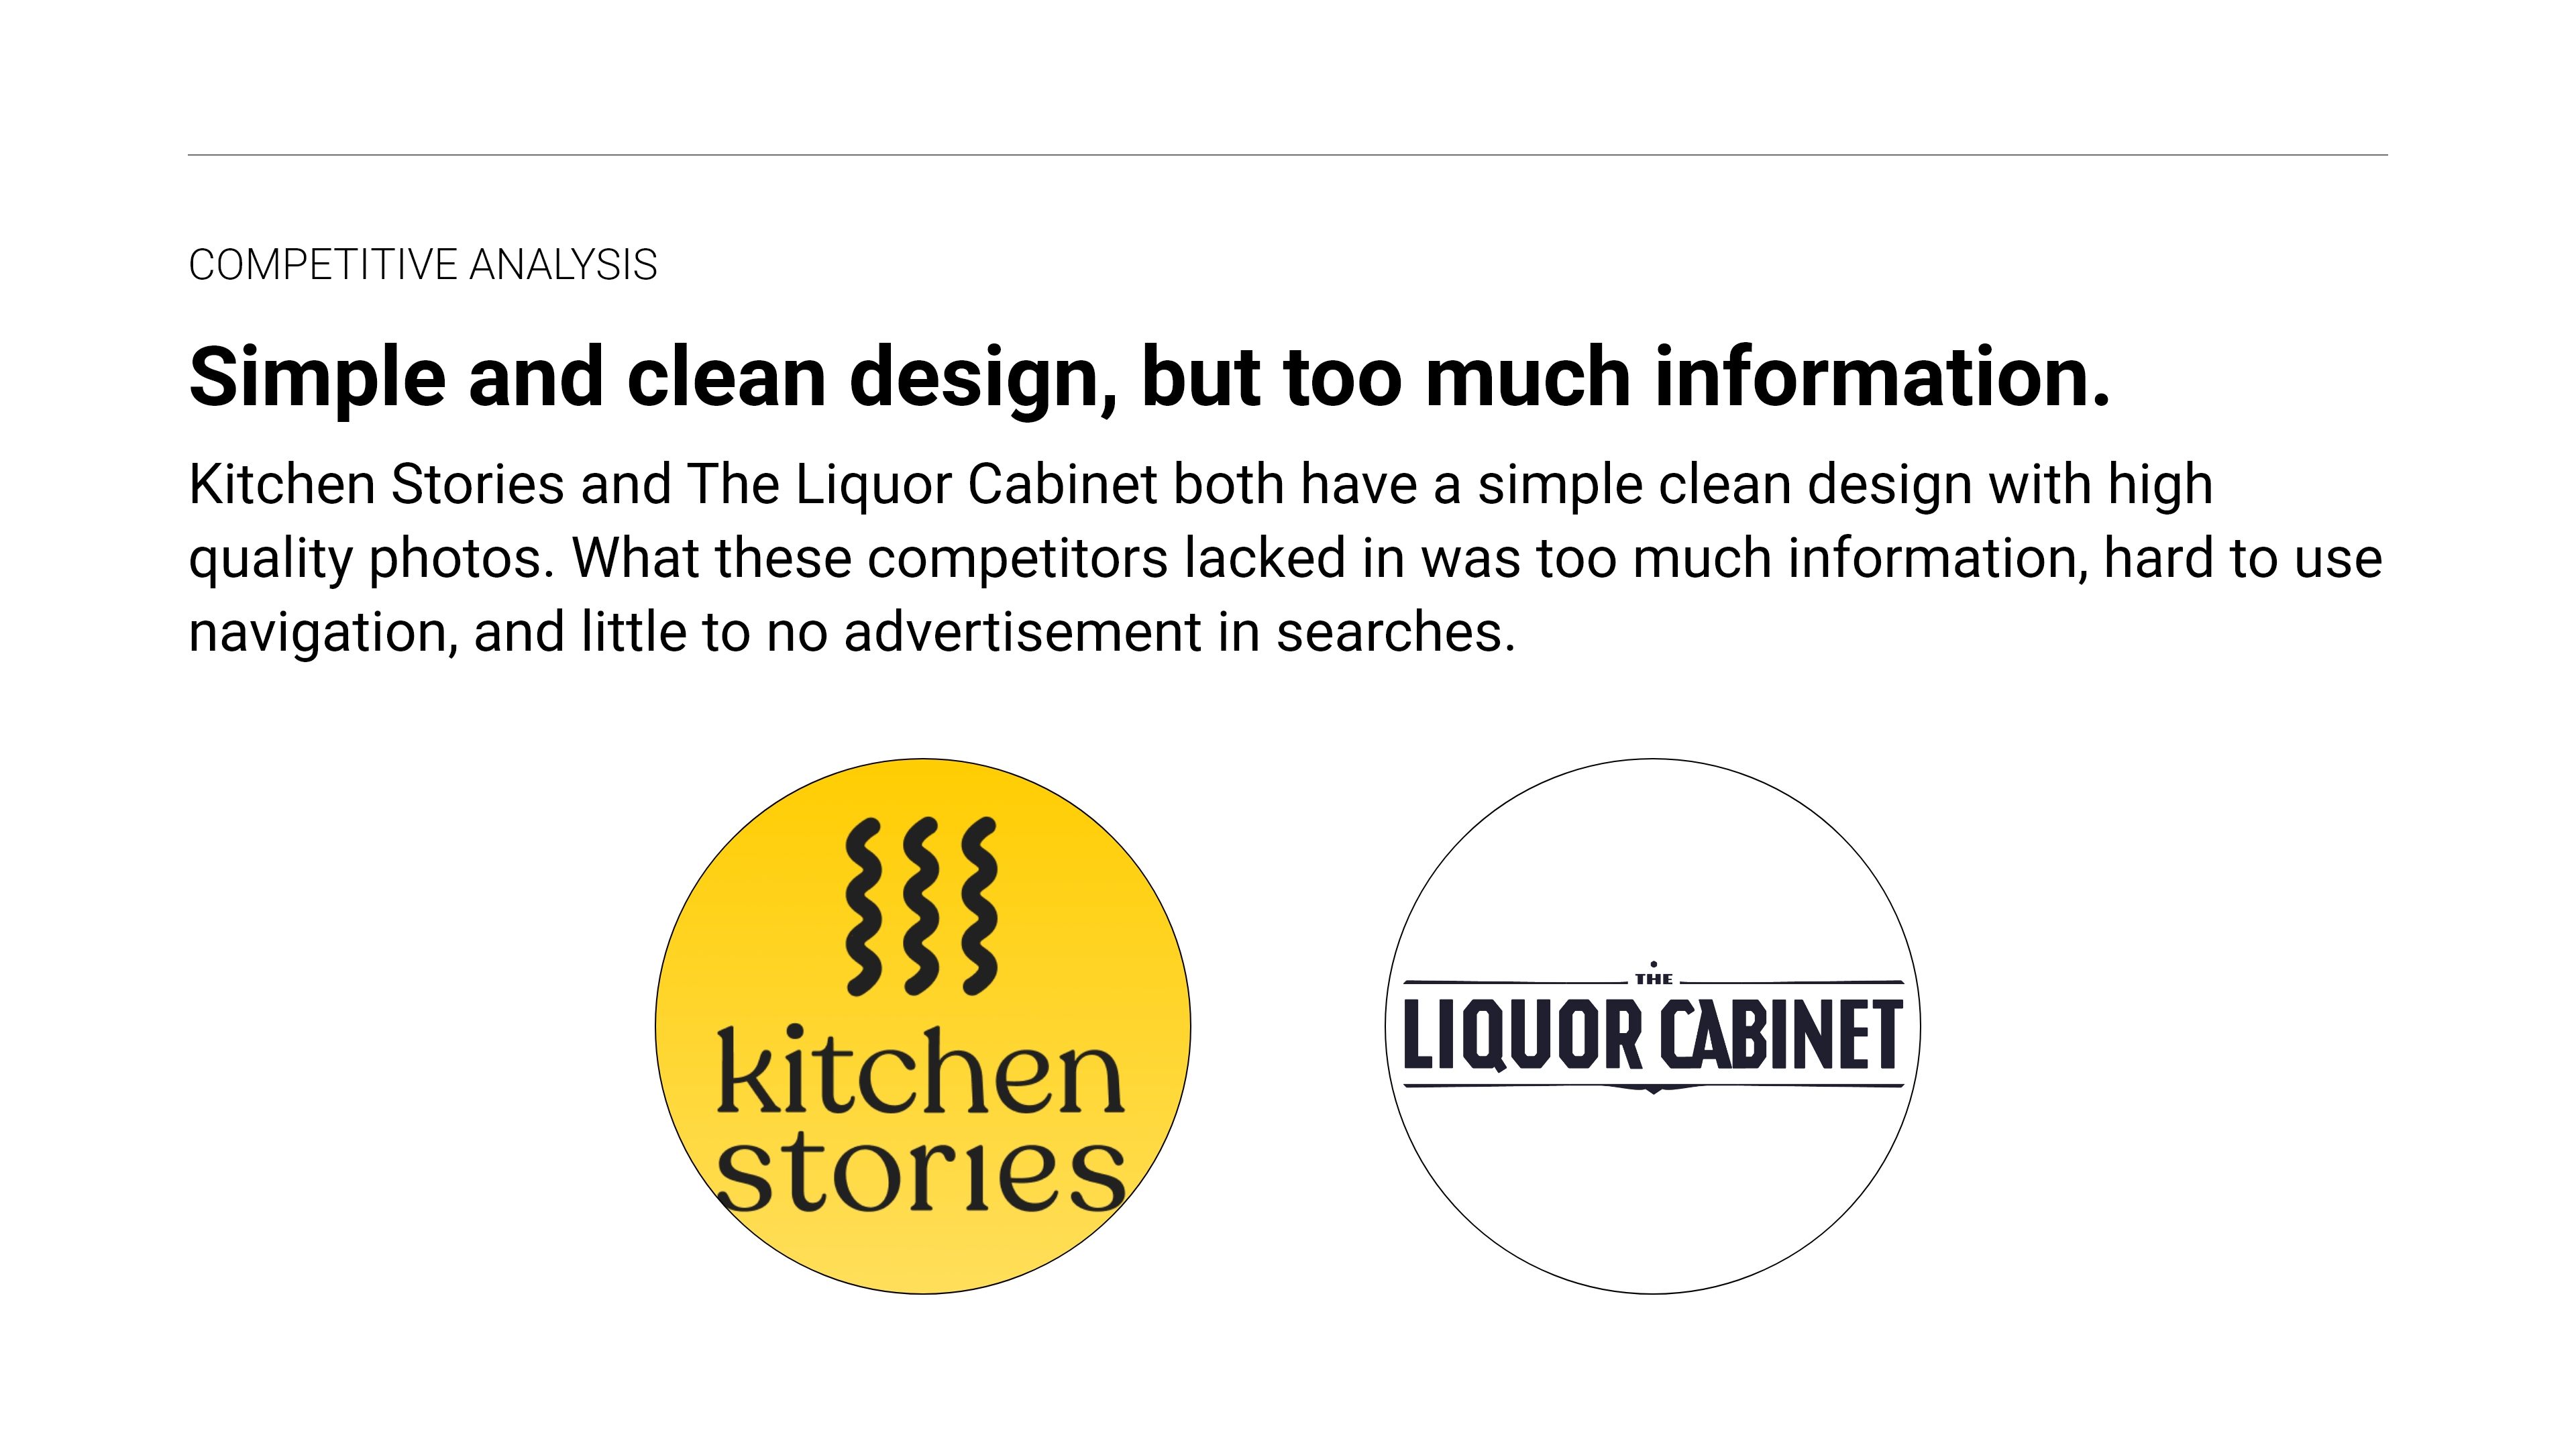 COMPETITIVE ANALYSIS
Simple and clean design, but too much information.
Kitchen Stories and The Liquor Cabinet both have a simple clean design with high
quality photos. What these competitors lacked in was too much information, hard to use
navigation, and little to no advertisement in searches.
kitchen
stories
THE
LIQUOR CABINET